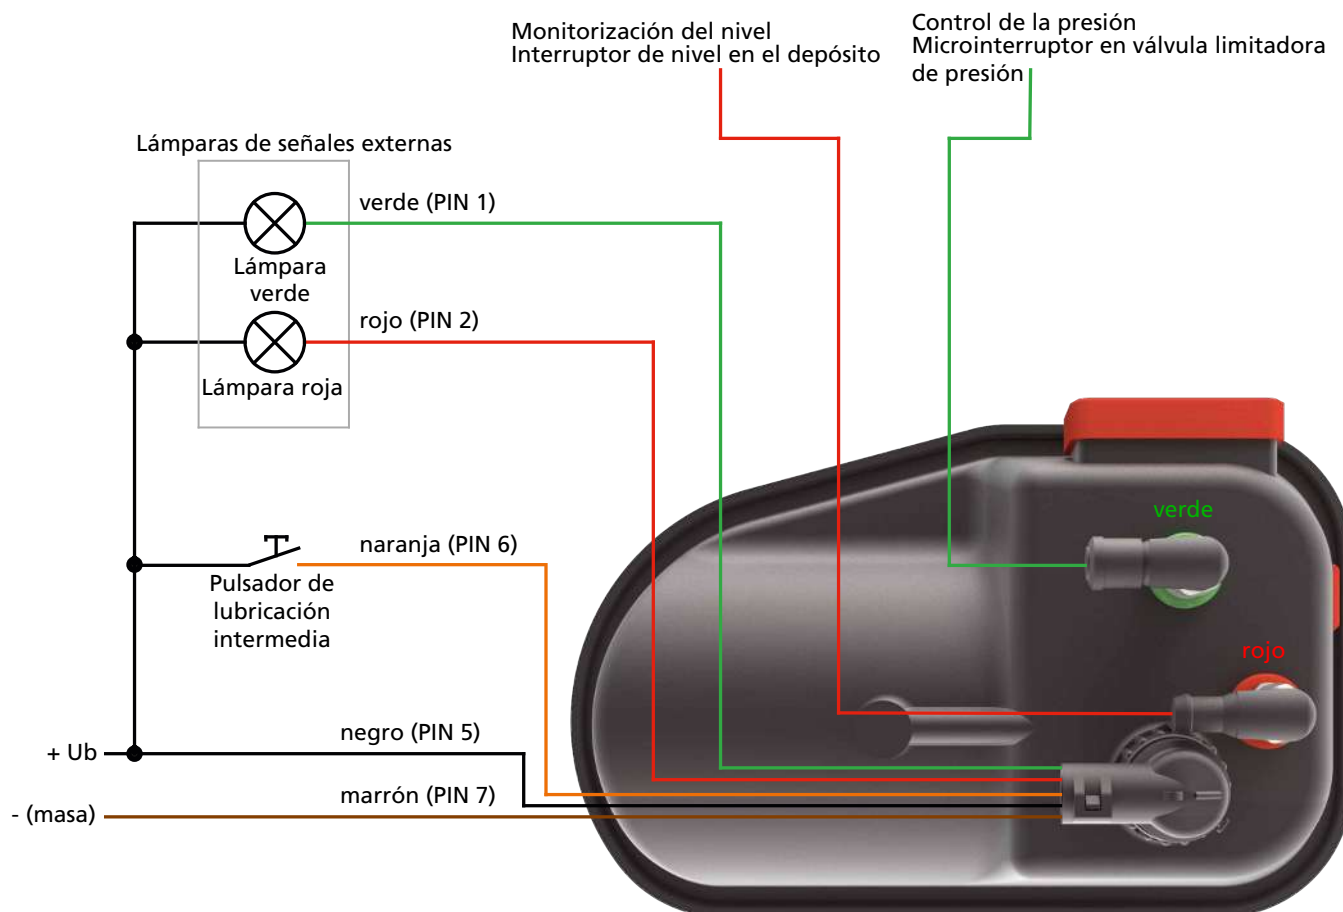 Monitorización del nivel
Interruptor de nivel en el depósito
Control de la presión
Microinterruptor en válvula limitadora
de presión
Lámparas de señales externas
verde (PIN 1)
Lámpara
verde
rojo (PIN 2)
Lámpara roja
naranja (PIN 6)
Pulsador de
lubricación
intermedia
negro (PIN 5)
+ Ub
marrón (PIN 7)
- (masa)
verde
rojo